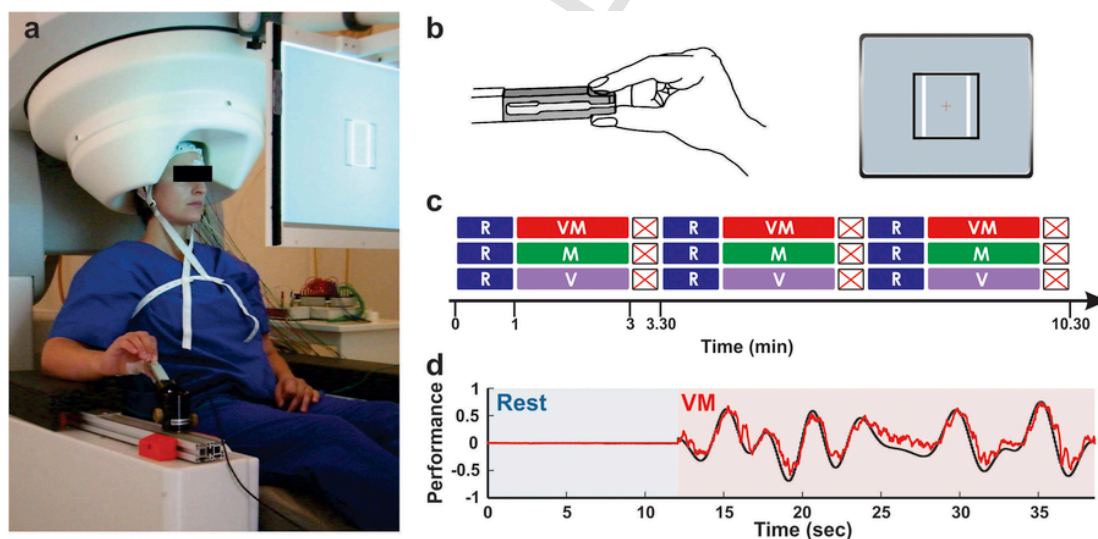 a
b
c
R VM R VM R VM
R M R M R M
R V R V R V
0 1 3 3.30 10.30
Time (min)
d
Performance
1
0.5
0
-0.5
-1
Rest VM
0 5 10 15 20 25 30 35
Time (sec)